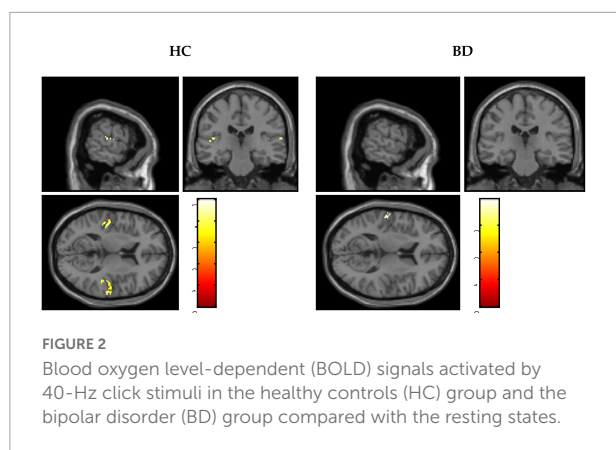 HC
BD
FIGURE 2
Blood oxygen level-dependent (BOLD) signals activated by
40-Hz click stimuli in the healthy controls (HC) group and the
bipolar disorder (BD) group compared with the resting states.